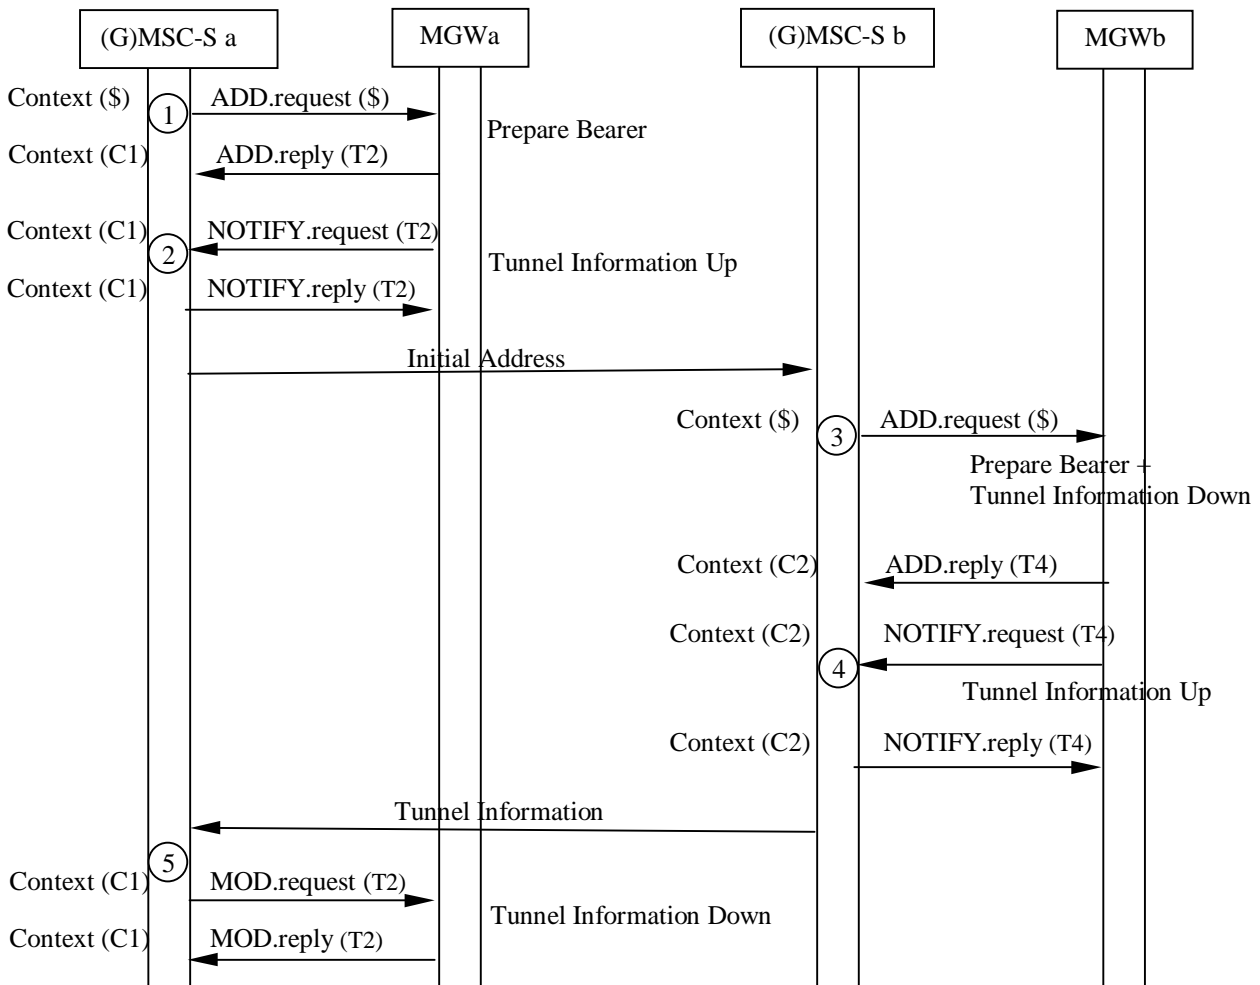 (G)MSC-S a
MGWa
(G)MSC-S b
MGWb
Context ($)
1
ADD.request ($)
Prepare Bearer
Context (C1)
ADD.reply (T2)
Context (C1)
2
NOTIFY.request (T2)
Tunnel Information Up
Context (C1)
NOTIFY.reply (T2)
Initial Address
Context ($)
3
ADD.request ($)
Prepare Bearer +
Tunnel Information Down
Context (C2)
ADD.reply (T4)
Context (C2)
NOTIFY.request (T4)
4
Tunnel Information Up
Context (C2)
NOTIFY.reply (T4)
Tunnel Information
5
Context (C1)
MOD.request (T2)
Tunnel Information Down
Context (C1)
MOD.reply (T2)